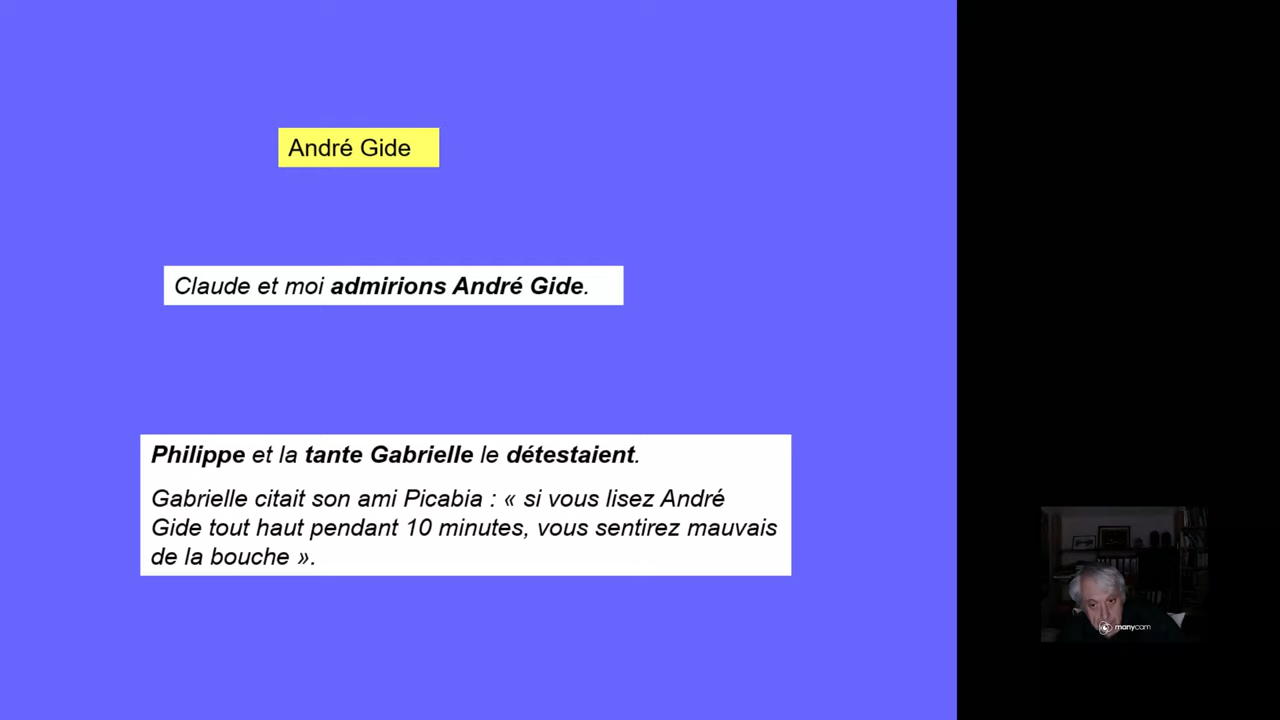 André Gide
Claude et moi admirions André Gide.
Philippe et la tante Gabrielle le détestaient.
Gabrielle citait son ami Picabia : « si vous lisez André
Gide tout haut pendant 10 minutes, vous sentirez mauvais
de la bouche ».
manycam